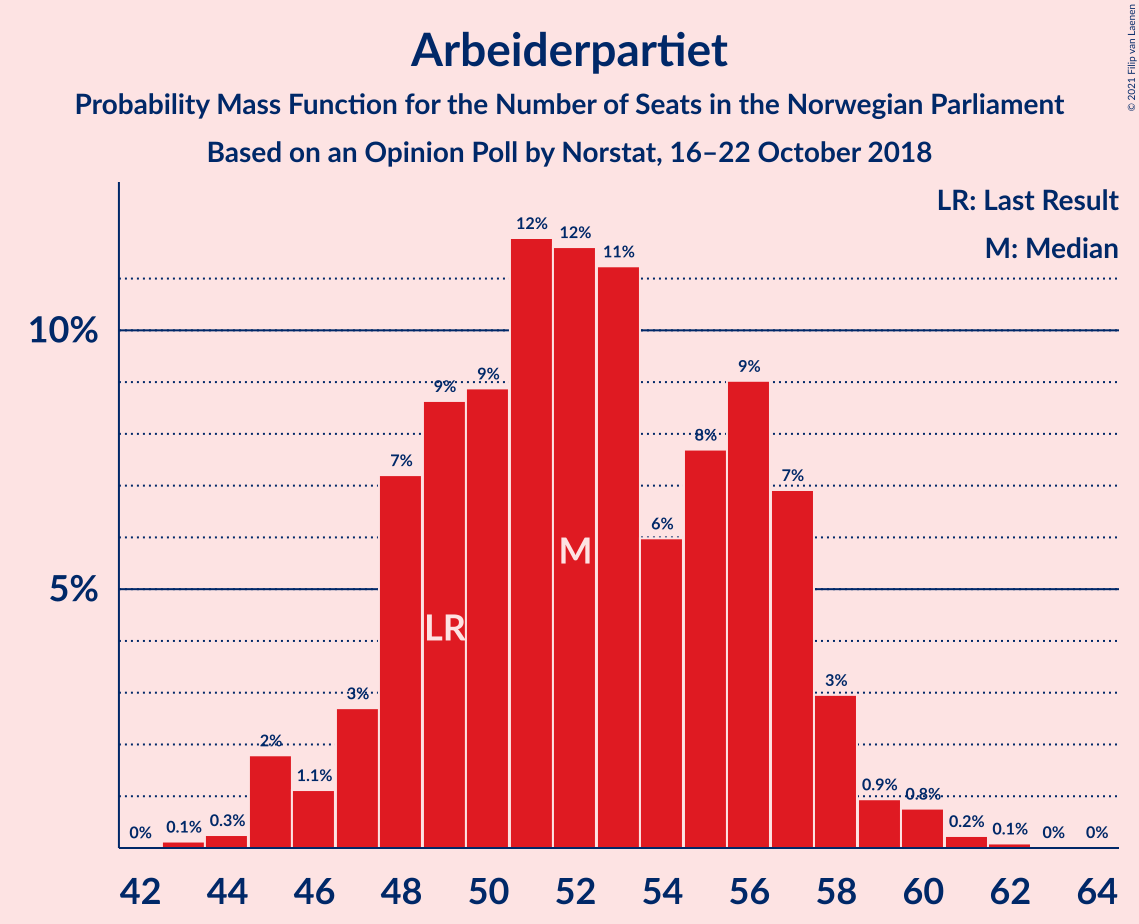 Arbeiderpartiet
Probability Mass Function for the Number of Seats in the Norwegian Parliament
Based on an Opinion Poll by Norstat, 16–22 October 2018
© 2021 Filip van Laenen
LR: Last Result
M: Median
10%
5%
0%
0.1%
0.3%
2%
1.1%
3%
7%
9%
9%
12%
12%
11%
6%
8%
9%
7%
3%
0.9%
0.8%
0.2%
0.1%
0%
0%
LR
M
42 44 46 48 50 52 54 56 58 60 62 64